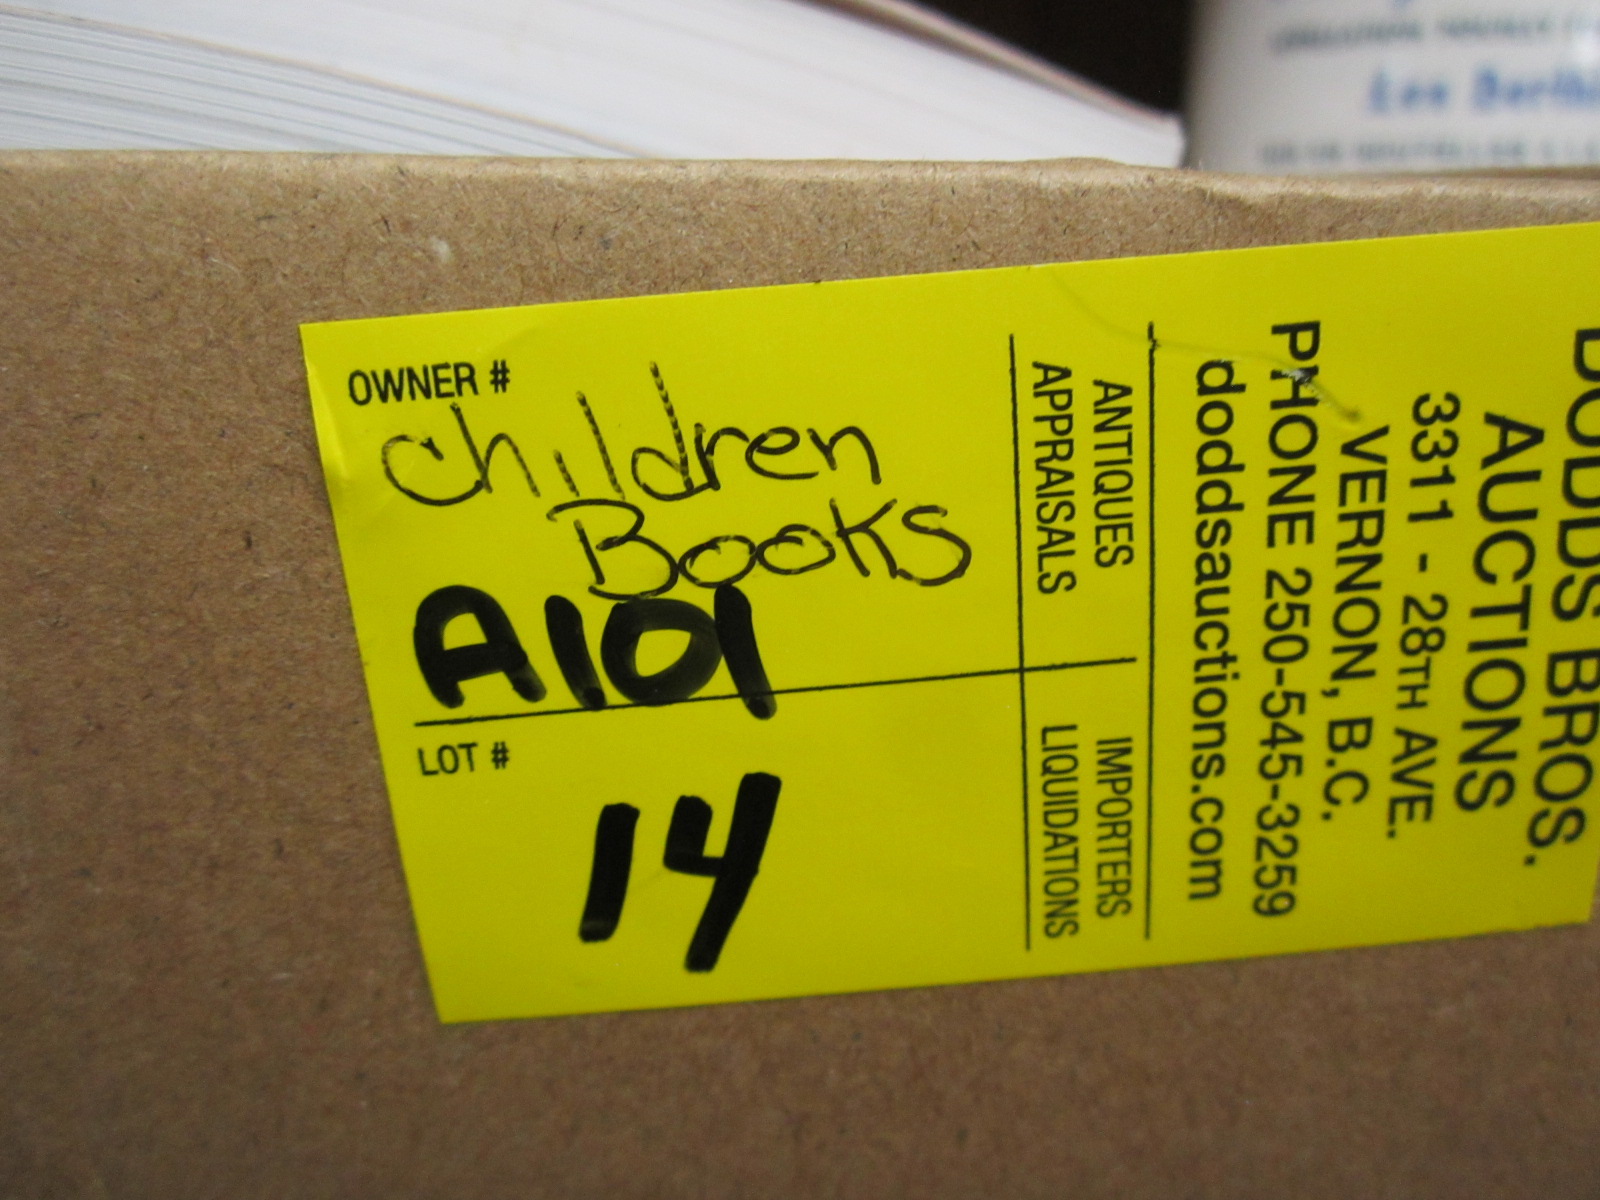 OWNER #
children
Books
A101
LOT #
14
ANTIQUES
APPRAISALS
IMPORTERS
LIQUIDATIONS
DODDS BROS.
AUCTIONS
3311 - 28TH AVE.
VERNON, B.C.
PHONE 250-545-3259
doddsauctions.com